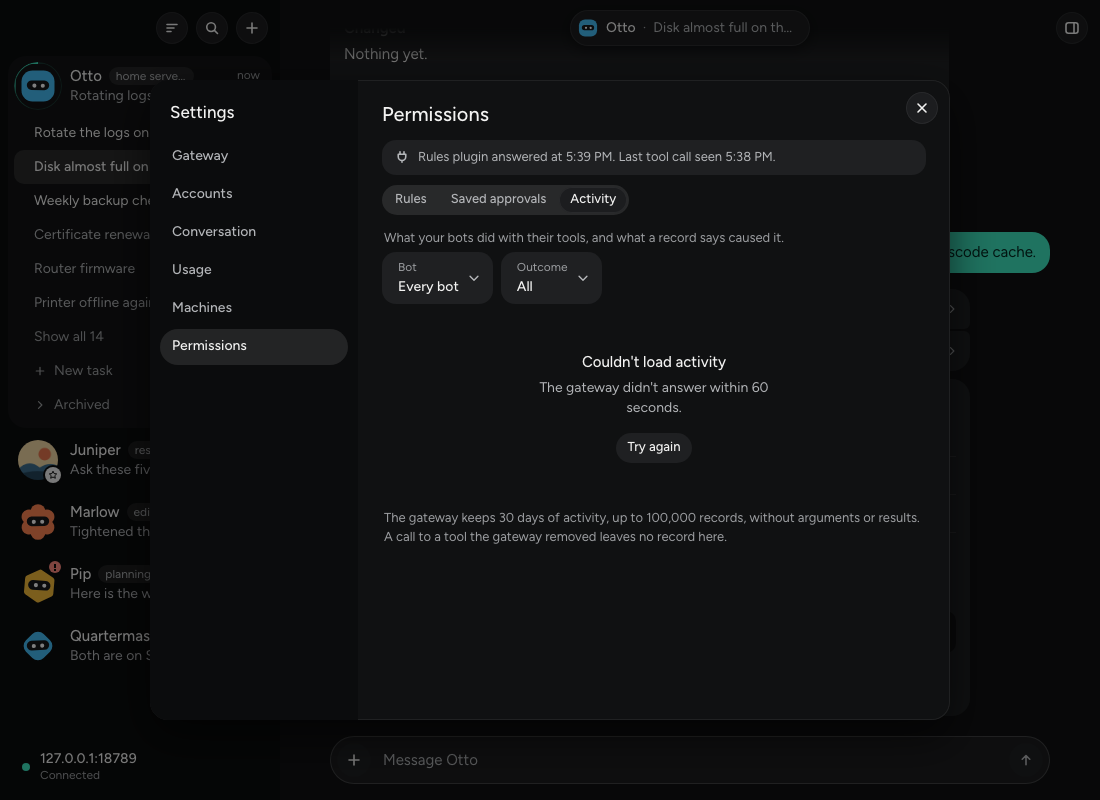 Otto · Disk almost full on th...
Nothing yet.
Otto home serve... now
Rotating logs
Rotate the logs on
Disk almost full on
Weekly backup che
Certificate renewa
Router firmware
Printer offline again
Show all 14
New task
Archived
Juniper res
Ask these fiv
Marlow edi
Tightened th
Pip planning
Here is the w
Quartermas
Both are on S
127.0.0.1:18789
Connected
Settings
Gateway
Accounts
Conversation
Usage
Machines
Permissions
Permissions
Rules plugin answered at 5:39 PM. Last tool call seen 5:38 PM.
Rules Saved approvals Activity
What your bots did with their tools, and what a record says caused it.
Bot
Every bot
Outcome
All
Couldn't load activity
The gateway didn't answer within 60
seconds.
Try again
The gateway keeps 30 days of activity, up to 100,000 records, without arguments or results.
A call to a tool the gateway removed leaves no record here.
scode cache.
Message Otto